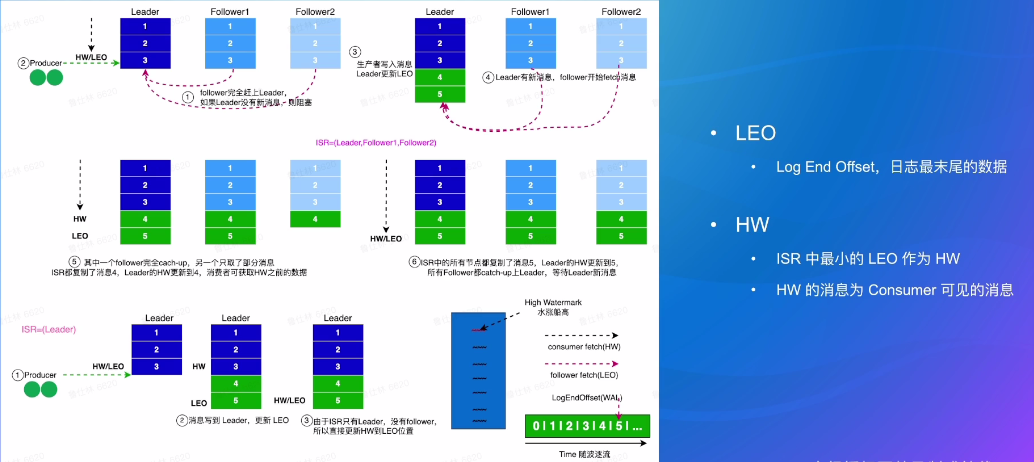 Leader
Follower1
Follower2
1
1
1
2
2
2
3
3
3
HW/LEO
②Producer
①
follower完全赶上Leader,
如果Leader没有新消息,则阻塞
Leader
Follower1
Follower2
1
1
1
2
2
2
3
3
3
4
5
③
生产者写入消息
Leader更新LEO
④Leader有新消息,follower开始fetch消息
ISR=(Leader,Follower1,Follower2)
1
1
1
2
2
2
3
3
3
4
4
4
5
5
HW
LEO
⑤ 其中一个follower完全cach-up,另一个只取了部分消息
ISR都复制了消息4,Leader的HW更新到4,消费者可获取HW之前的数据
1
1
1
2
2
2
3
3
3
4
4
4
5
5
5
HW/LEO
⑥ISR中的所有节点都复制了消息5,Leader的HW更新到5,
所有Follower都catch-up上Leader,等待Leader新消息
ISR=(Leader)
Leader
1
2
3
HW/LEO
①Producer
Leader
1
2
3
4
5
HW
LEO
②消息写到 Leader,更新 LEO
Leader
1
2
3
4
5
HW/LEO
③由于ISR只有Leader,没有follower,
所以直接更新HW到LEO位置
High Watermark
水涨船高
consumer fetch(HW)
follower fetch(LEO)
LogEndOffset(WAL)
0|1|2|3|4|5|...
Time 随波逐流
• LEO
• Log End Offset,日志最末尾的数据
• HW
• ISR 中最小的 LEO 作为 HW
• HW 的消息为 Consumer 可见的消息